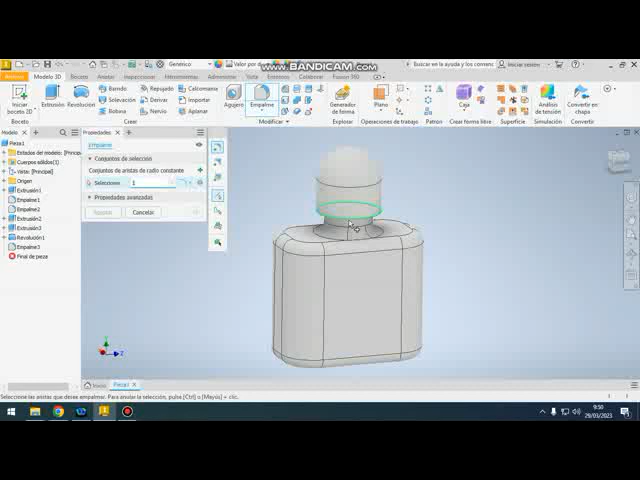 Genérico
Valor por d
www.BANDICAM.com
Buscar en la ayuda y los comenc
Iniciar sesión
Archivo
Modelo 3D
Boceto
Anotar
Inspeccionar
Herramientas
Administrar
Vista
Entornos
Colaborar
Fusion 360
Iniciar boceto 2D
Extrusión
Revolución
Barrido
Solevación
Espiral
Repujado
Derivar
Importar
Calcomanía
Aplanar
Agujero
Empalme
Generador de forma
Plano
Caja
Análisis de tensión
Convertir en chapa
Boceto
Crear
Modificar
Explorar
Operaciones de trabajo
Patrón
Crear forma libre
Superficie
Simulación
Convertir
Modelo
Propiedades
Pieza1
Estados del modelo: [Princip
Cuerpos sólidos(1)
Vista: [Principal]
Origen
Extrusión1
Empalme1
Empalme2
Extrusión2
Extrusión3
Revolución1
Empalme3
Final de pieza
Empalme
Conjuntos de selección
Conjuntos de aristas de radio constante
Seleccione
1
Propiedades avanzadas
Aceptar
Cancelar
Z
Inicio
Pieza1
Seleccione las aristas que desee empalmar. Para anular la selección, pulse [Ctrl] o [Mayús] + clic.
9:50
29/03/2023